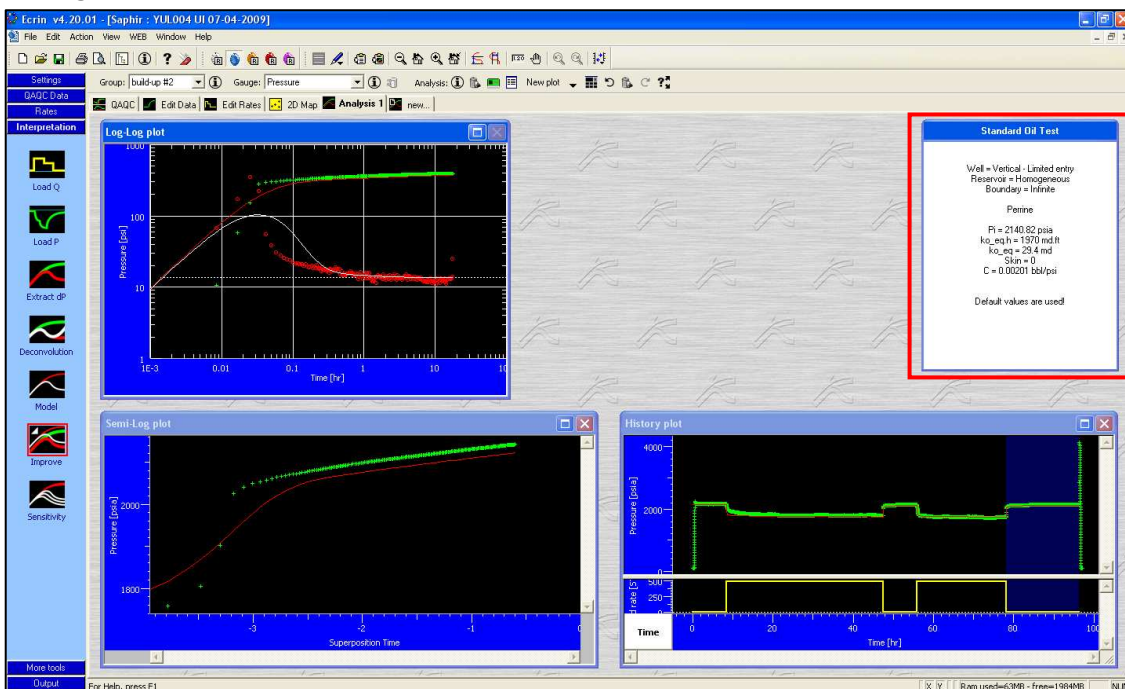 Ecrin v4.20.01 - [Saphir : YUL004 UI 07-04-2009]
File Edit Action View WEB Window Help
Settings
QAQC Data
Rates
Interpretation
Load Q
Load P
Extract dP
Deconvolution
Model
Improve
Sensitivity
More tools
Output
Group: build-up #2 Gauge: Pressure Analysis: New plot
QAQC Edit Data Edit Rates 2D Map Analysis 1 new...
Log-Log plot
1000
100
10
1
Pressure [psi]
1E-3 0.01 0.1 1 10
Time [hr]
Standard Oil Test
Well = Vertical - Limited entry
Reservoir = Homogeneous
Boundary = Infinite
Perrine
Pi = 2140.82 psia
ko_eq.h = 1970 md.ft
ko_eq = 29.4 md
Skin = 0
C = 0.00201 bbl/psi
Default values are used!
Semi-Log plot
2000
1800
Pressure [psia]
-3 -2 -1 0
Superposition Time
History plot
4000
2000
0
Pressure [psia]
500
250
0
Time
0 20 40 60 80 100
Time [hr]
For Help, press F1
X Y Ram used=63MB - free=1984MB